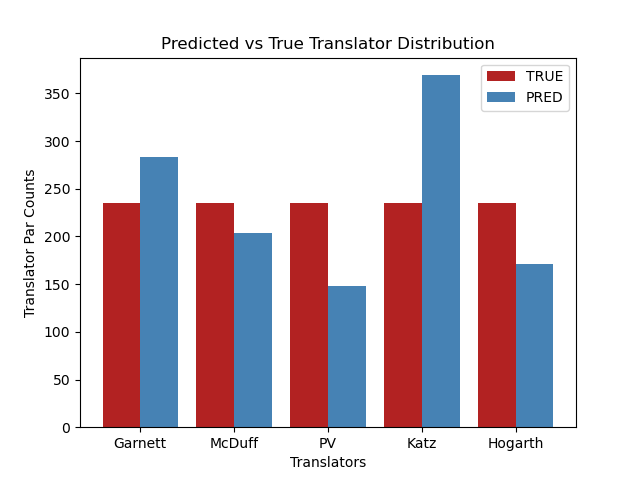 Predicted vs True Translator Distribution
TRUE
PRED
Translator Par Counts
350
300
250
200
150
100
50
0
Garnett McDuff PV Katz Hogarth
Translators